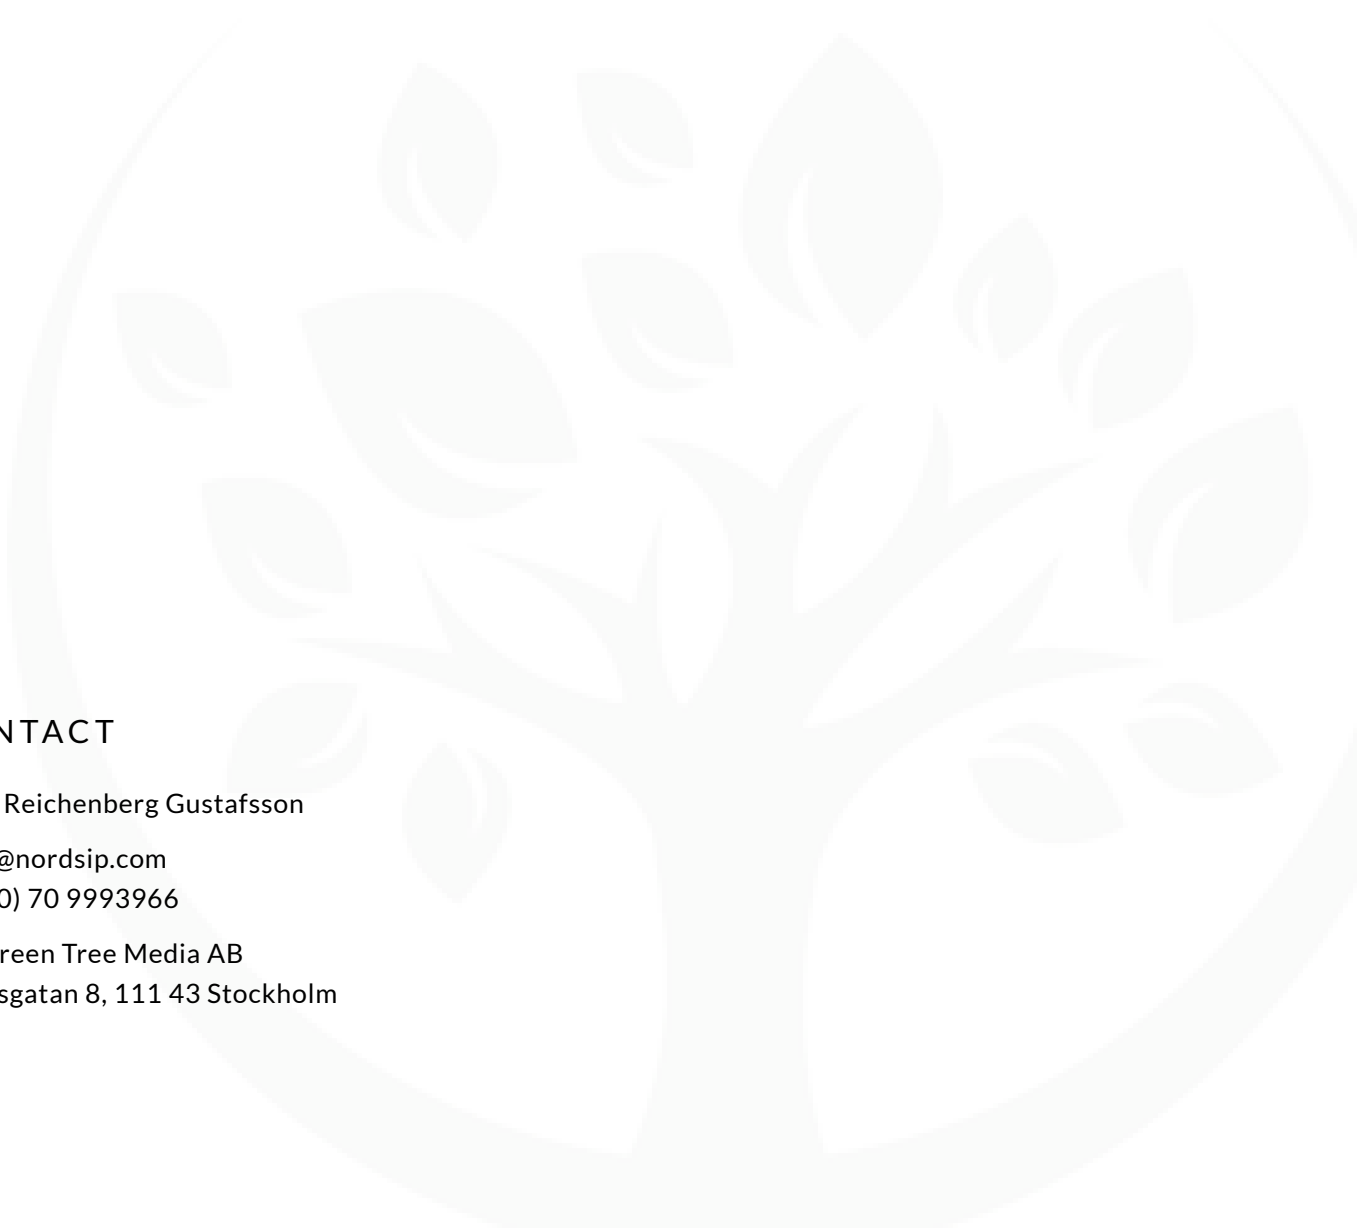 NTACT
Reichenberg Gustafsson
@nordsip.com
0) 70 9993966
reen Tree Media AB
sgatan 8, 111 43 Stockholm